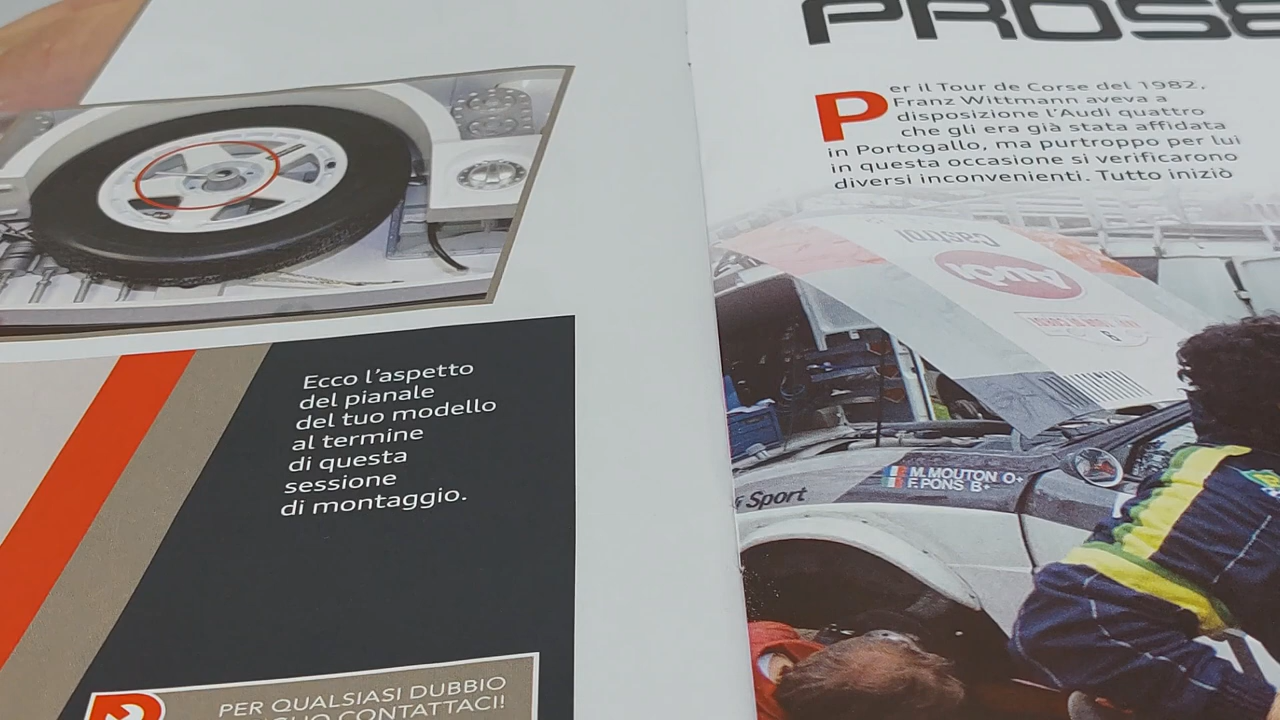 Ecco l'aspetto
del pianale
del tuo modello
al termine
di questa
sessione
di montaggio.
PER QUALSIASI DUBBIO
CONTATTACI!
Per il Tour de Corse del 1982,
Franz Wittmann aveva a
disposizione l'Audi quattro
che gli era già stata affidata
in Portogallo, ma purtroppo per lui
in questa occasione si verificarono
diversi inconvenienti. Tutto iniziò
Castrol
AUDI
6
M. MOUTON O+
F. PONS B+
Sport